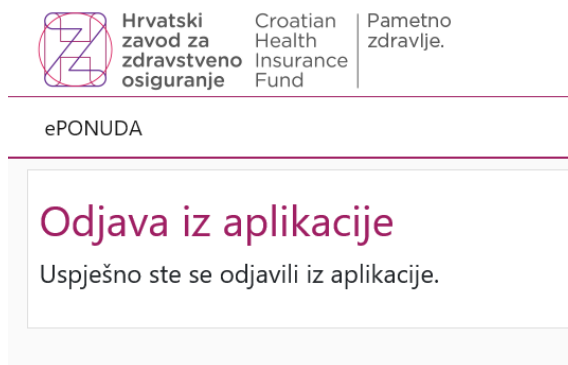 Hrvatski
zavod za
zdravstveno
osiguranje
Croatian
Health
Insurance
Fund
Pametno
zdravlje.
ePONUDA
Odjava iz aplikacije
Uspješno ste se odjavili iz aplikacije.